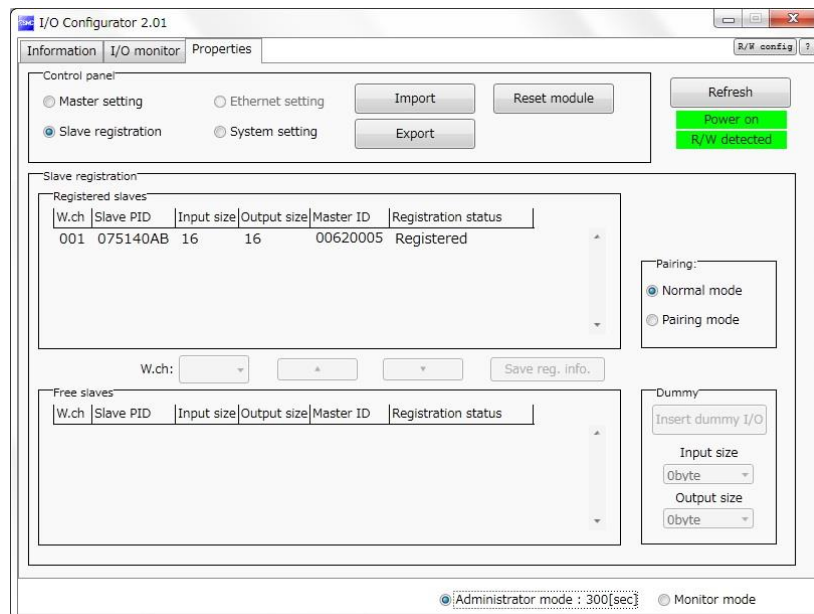 SMC I/O Configurator 2.01
Information I/O monitor Properties R/W config ?
Control panel
Master setting Ethernet setting Import Reset module Refresh
Slave registration System setting Export Power on
R/W detected
Slave registration
Registered slaves
W.ch Slave PID Input size Output size Master ID Registration status
001 075140AB 16 16 00620005 Registered
Pairing:
Normal mode
Pairing mode
W.ch: Save reg. info.
Free slaves
W.ch Slave PID Input size Output size Master ID Registration status
Dummy
Insert dummy I/O
Input size
0byte
Output size
0byte
Administrator mode : 300[sec] Monitor mode